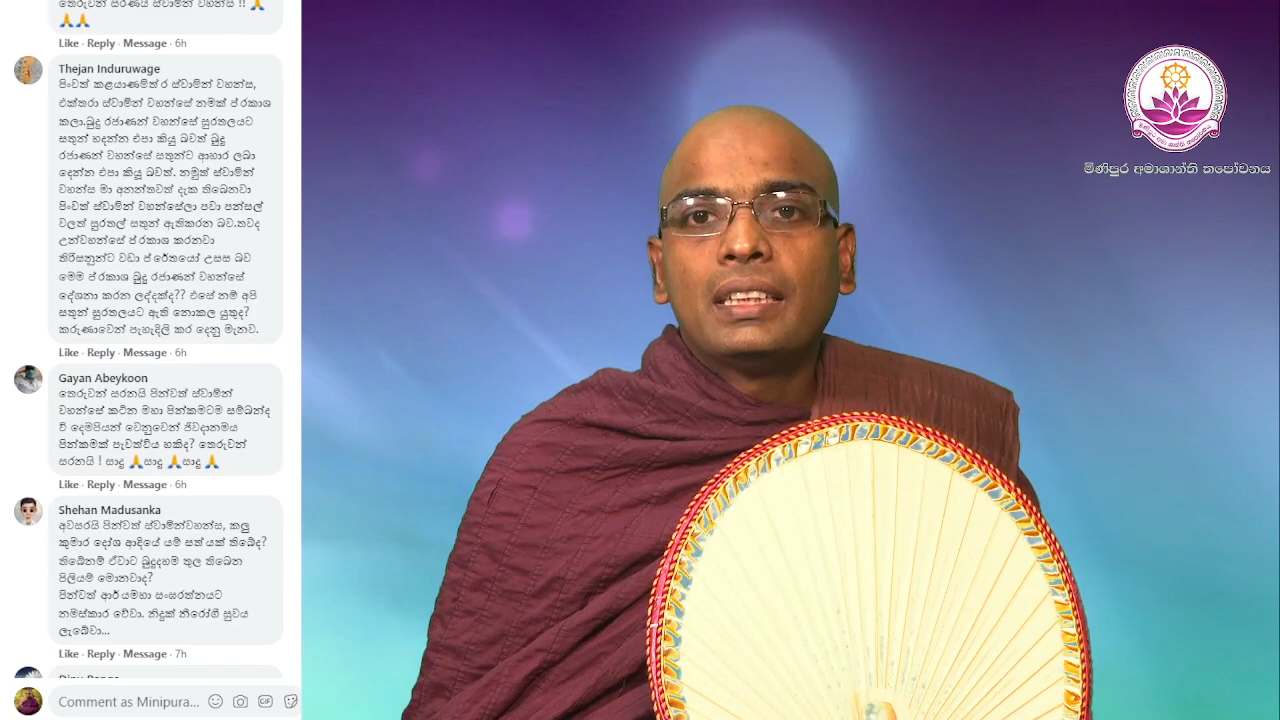 තෙරුවන් සරණයි ස්වාමින් වහන්ස !! 🙏
🙏🙏
Like · Reply · Message · 6h
Thejan Induruwage
පිංවත් කළයාණමිත්‍ර ස්වාමින් වහන්ස,
එක්තරා ස්වාමින් වහන්සේ නමක් ප්‍රකාශ
කලා.බුදු රජාණන් වහන්සේ සුරතලයට
සතුන් හදන්න එපා කියූ බවත් බුදු
රජාණන් වහන්සේ සතුන්ට ආහාර ලබා
දෙන්න එපා කියූ බවත්. නමුත් ස්වාමින්
වහන්ස මා අනන්තවත් දැක තිබෙනවා
පිංවත් ස්වාමින් වහන්සේලා පවා පන්සල්
වලත් සුරතල් සතුන් ඇතිකරන බව.තවද
උන්වහන්සේ ප්‍රකාශ කරනවා
තිරිසනුන්ට වඩා ප්‍රේතයෝ උසස බව
මෙම ප්‍රකාශ බුදු රජාණන් වහන්සේ
දේශනා කරන ලද්දක්ද?? එසේ නම් අපි
සතුන් සුරතලයට ඇති නොකල යුතුද?
කරුණාවෙන් පැහැදිලි කර දෙනු මැනව.
Like · Reply · Message · 6h
Gayan Abeykoon
තෙරුවන් සරනයි පින්වත් ස්වාමින්
වහන්සේ කටින මහා පින්කමටම සම්බන්ද
වි දෙමපියන් වෙනුවෙන් ජීවදානමය
පින්කමක් පැවත්විය හකිද? තෙරුවන්
සරනයි ! සාදු 🙏සාදු 🙏සාදු 🙏
Like · Reply · Message · 6h
Shehan Madusanka
අවසරයි පින්වත් ස්වාමින්වහන්ස, කලු
කුමාර දෝශ ආදියේ යම් සත්‍යක් තිබේද?
තිබේනම් ඒවාට බුදුදහම තුල තිබෙන
පිලියම් මොනවාද?
පින්වත් ආර්‍යමහා සංඝරත්නයට
නමස්කාර වේවා. නිදුක් නීරෝගී සුවය
ලැබේවා...
Like · Reply · Message · 7h
Comment as Minipura...
GIF
මිණිපුර අමාශාන්ති තපෝවනය